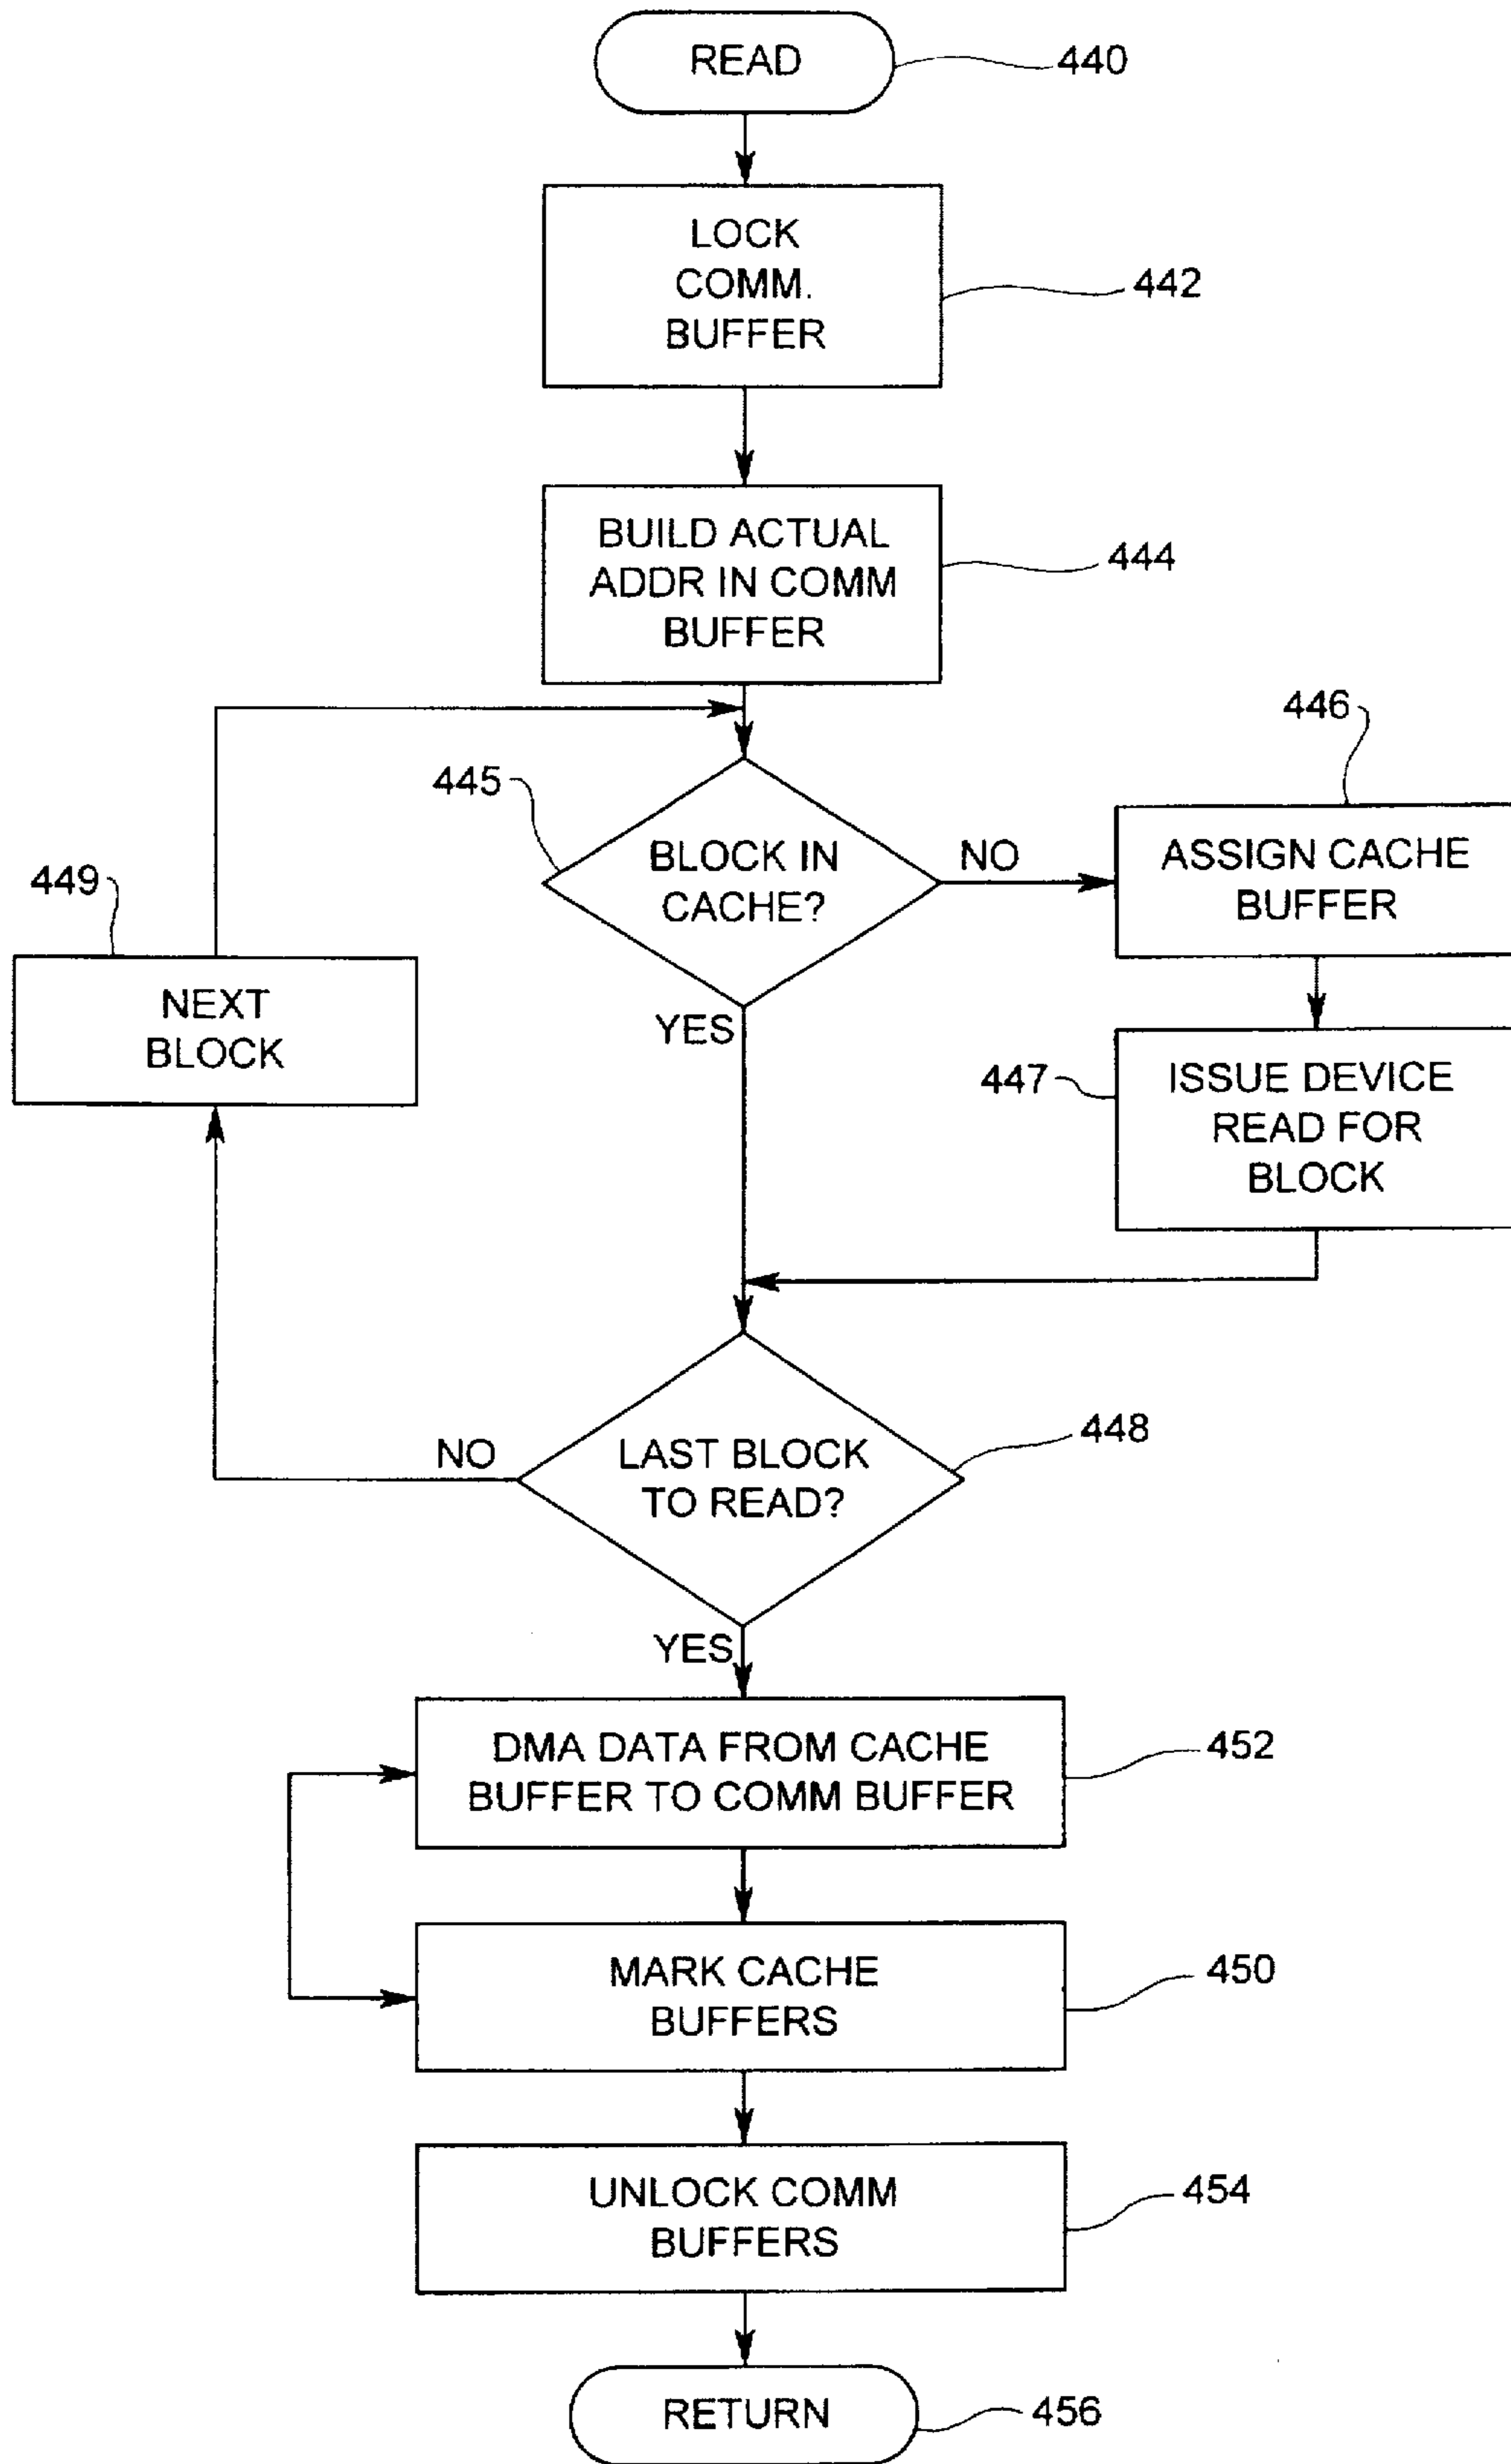 READ
440
LOCK
COMM.
BUFFER
442
BUILD ACTUAL
ADDR IN COMM
BUFFER
444
445
BLOCK IN
CACHE?
NO
YES
446
ASSIGN CACHE
BUFFER
447
ISSUE DEVICE
READ FOR
BLOCK
449
NEXT
BLOCK
448
LAST BLOCK
TO READ?
NO
YES
DMA DATA FROM CACHE
BUFFER TO COMM BUFFER
452
MARK CACHE
BUFFERS
450
UNLOCK COMM
BUFFERS
454
RETURN
456